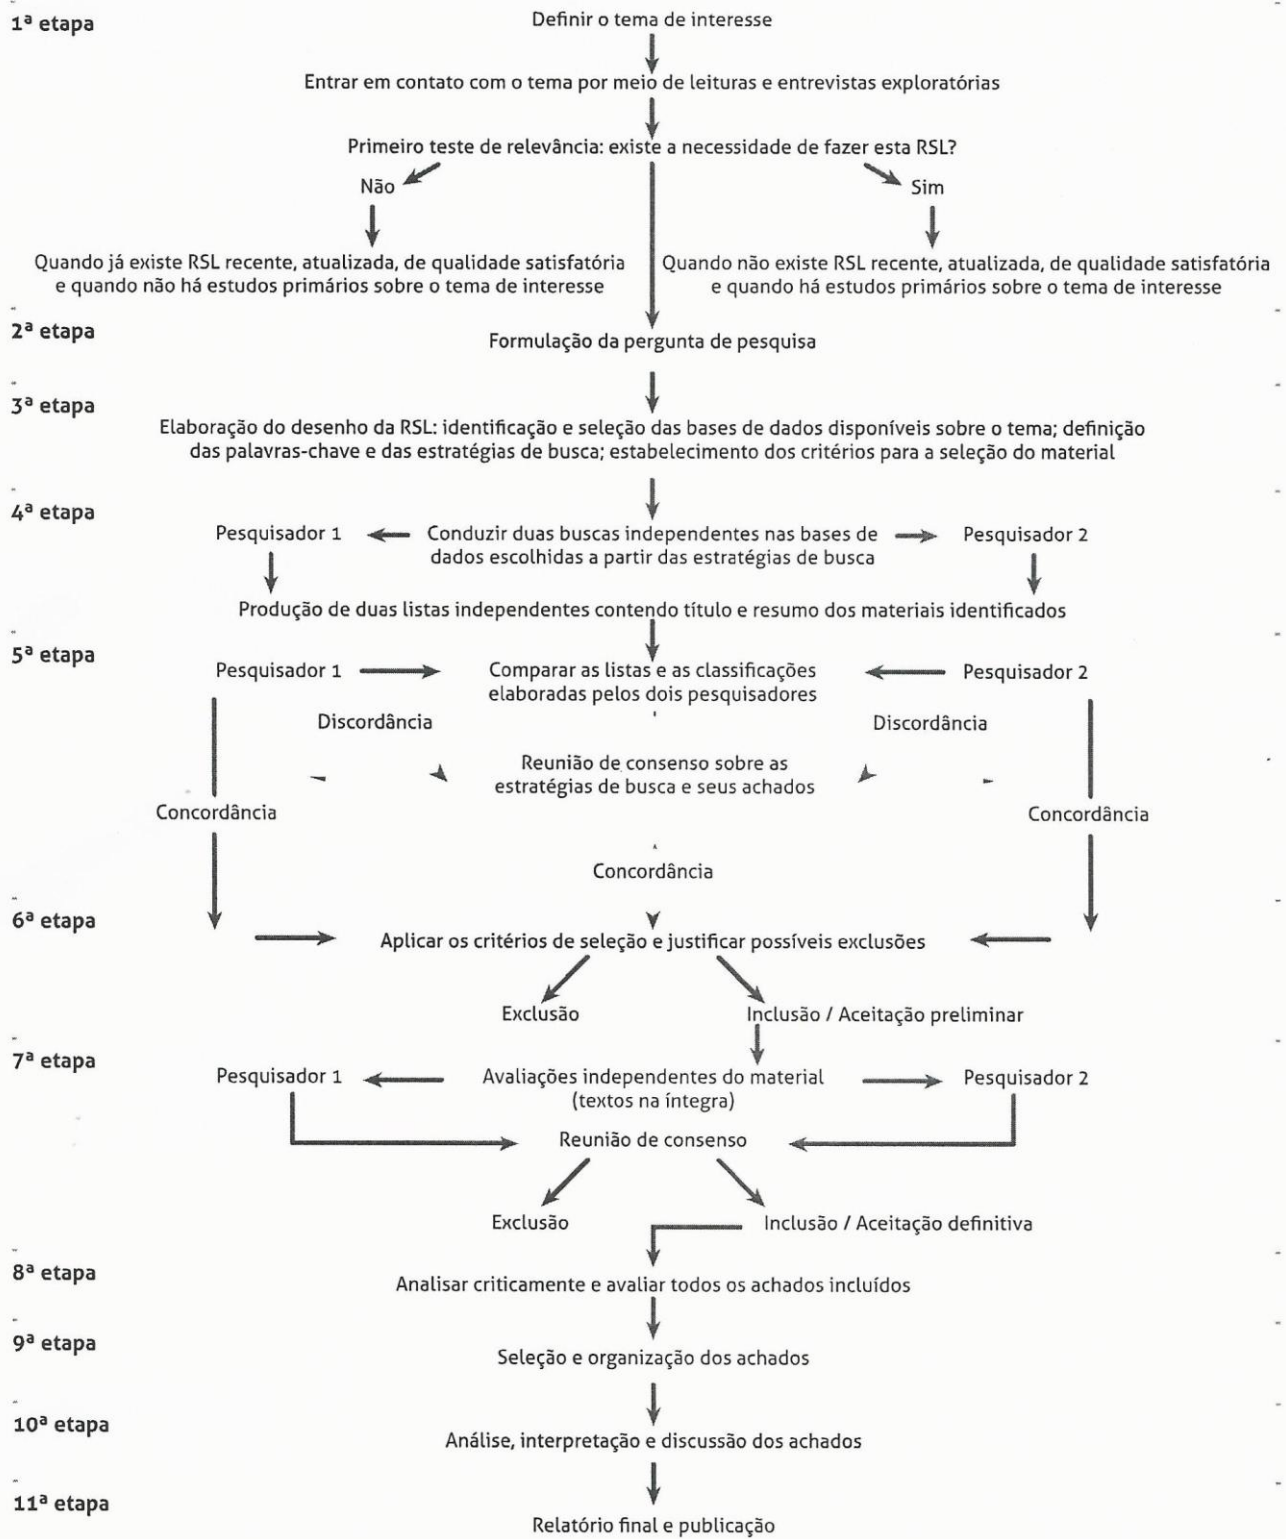 1ª etapa
Definir o tema de interesse
Entrar em contato com o tema por meio de leituras e entrevistas exploratórias
Primeiro teste de relevância: existe a necessidade de fazer esta RSL?
Não
Sim
Quando já existe RSL recente, atualizada, de qualidade satisfatória
e quando não há estudos primários sobre o tema de interesse
Quando não existe RSL recente, atualizada, de qualidade satisfatória
e quando há estudos primários sobre o tema de interesse
2ª etapa
Formulação da pergunta de pesquisa
3ª etapa
Elaboração do desenho da RSL: identificação e seleção das bases de dados disponíveis sobre o tema; definição
das palavras-chave e das estratégias de busca; estabelecimento dos critérios para a seleção do material
4ª etapa
Pesquisador 1
Conduzir duas buscas independentes nas bases de
dados escolhidas a partir das estratégias de busca
Pesquisador 2
Produção de duas listas independentes contendo título e resumo dos materiais identificados
5ª etapa
Pesquisador 1
Comparar as listas e as classificações
elaboradas pelos dois pesquisadores
Pesquisador 2
Discordância
Discordância
Reunião de consenso sobre as
estratégias de busca e seus achados
Concordância
Concordância
Concordância
6ª etapa
Aplicar os critérios de seleção e justificar possíveis exclusões
Exclusão
Inclusão / Aceitação preliminar
7ª etapa
Pesquisador 1
Avaliações independentes do material
(textos na íntegra)
Pesquisador 2
Reunião de consenso
Exclusão
Inclusão / Aceitação definitiva
8ª etapa
Analisar criticamente e avaliar todos os achados incluídos
9ª etapa
Seleção e organização dos achados
10ª etapa
Análise, interpretação e discussão dos achados
11ª etapa
Relatório final e publicação